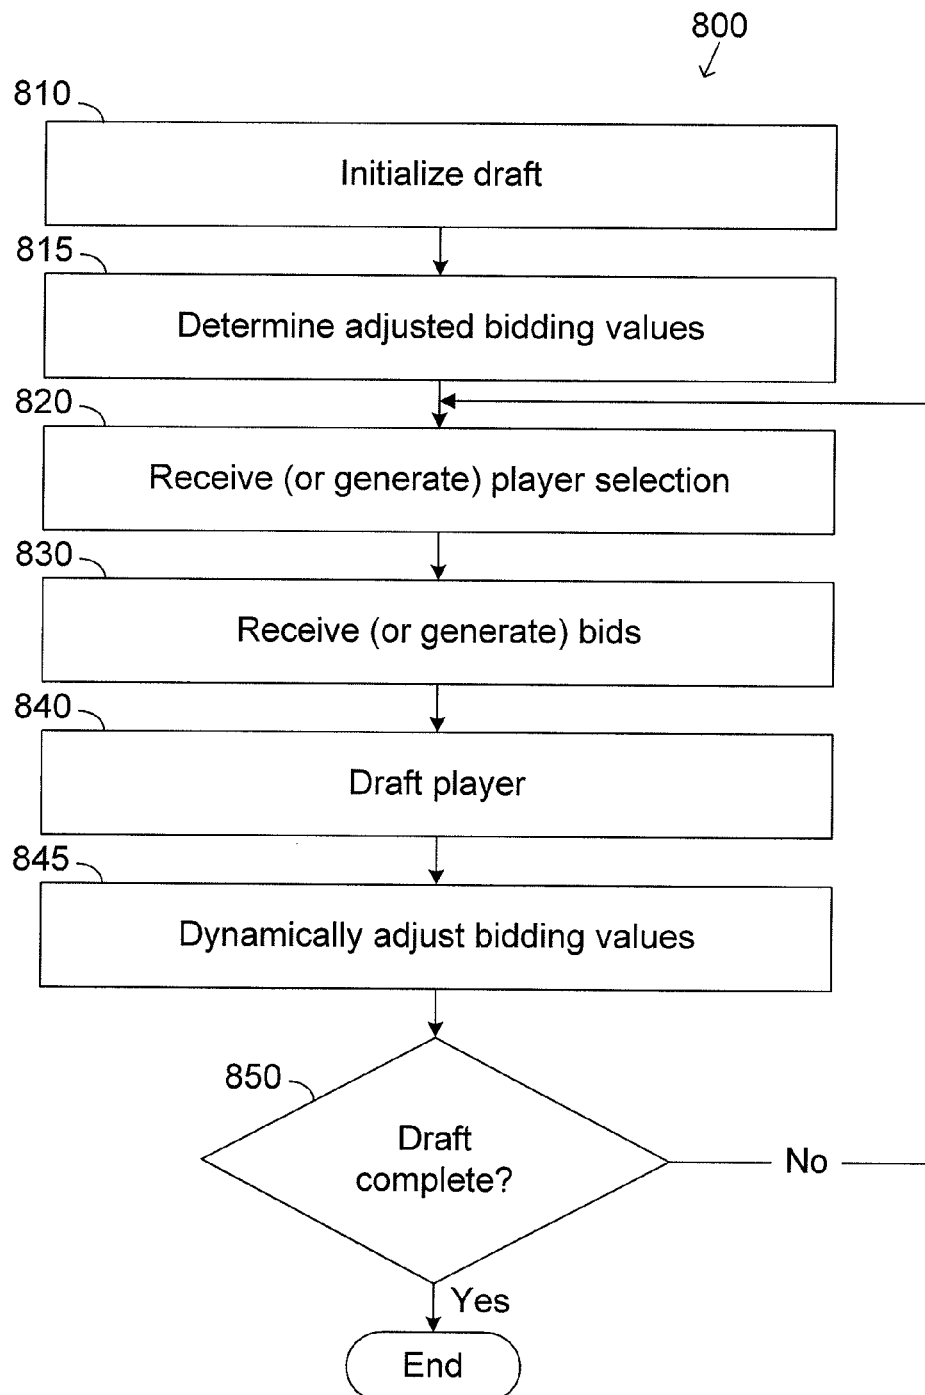 800
810
Initialize draft
815
Determine adjusted bidding values
820
Receive (or generate) player selection
830
Receive (or generate) bids
840
Draft player
845
Dynamically adjust bidding values
850
Draft
complete?
No
Yes
End